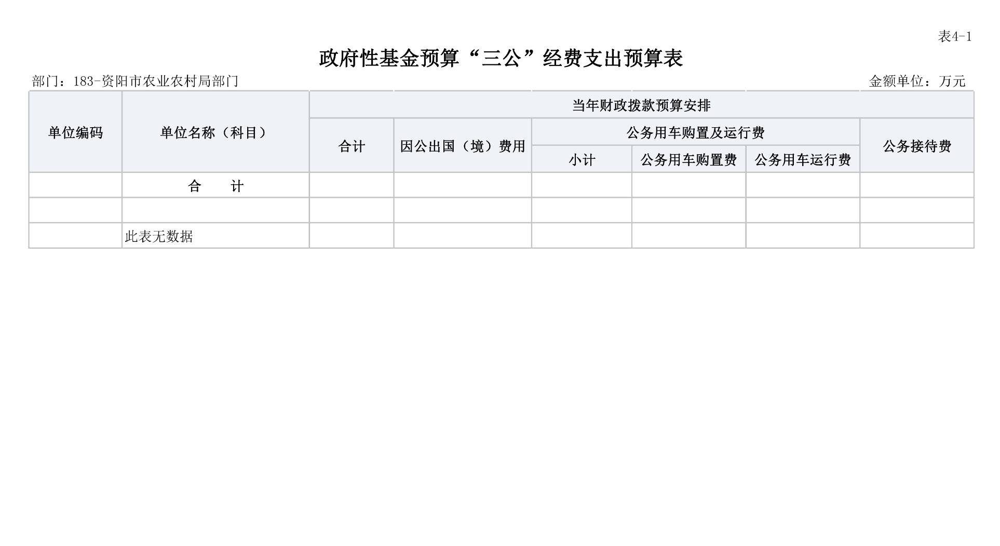 表4-1
政府性基金预算“三公”经费支出预算表
部门：183-资阳市农业农村局部门 金额单位：万元
单位编码 单位名称（科目） 当年财政拨款预算安排
合计 因公出国（境）费用 公务用车购置及运行费 公务接待费
小计 公务用车购置费 公务用车运行费
合 计
此表无数据